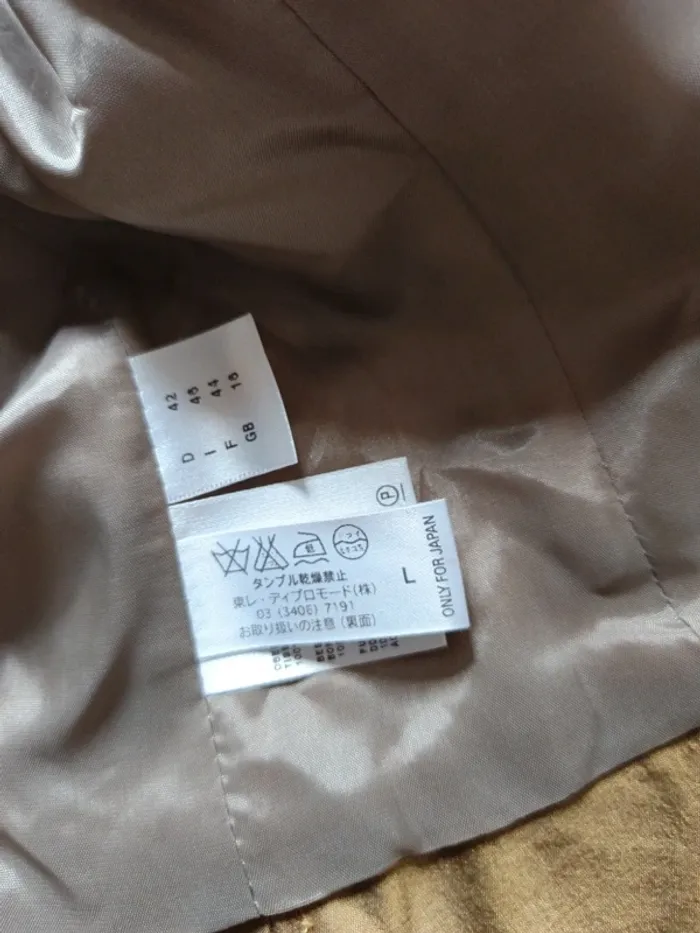 D 42
I 48
F 44
GB 16
P
タンブル乾燥禁止
東レ・ディプロモード(株)
03 (3406) 7191
お取り扱いの注意 (裏面)
L
ONLY FOR JAPAN